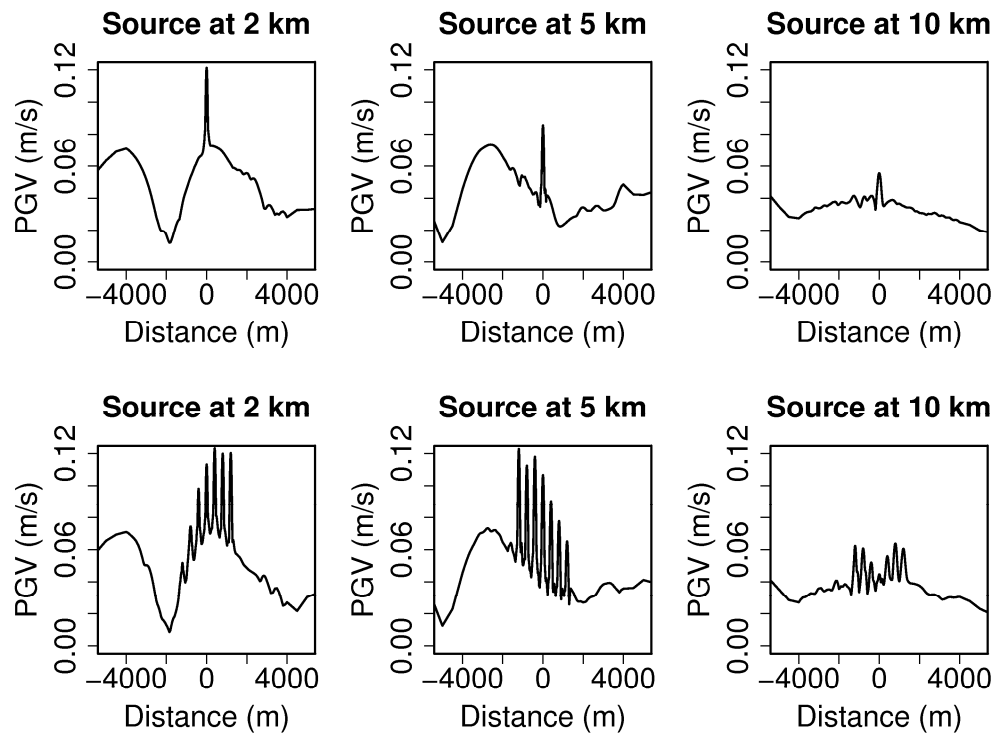 Source at 2 km
Source at 5 km
Source at 10 km
PGV (m/s)
0.00
0.06
0.12
−4000
0
4000
Distance (m)
PGV (m/s)
0.00
0.06
0.12
−4000
0
4000
Distance (m)
PGV (m/s)
0.00
0.06
0.12
−4000
0
4000
Distance (m)
Source at 2 km
Source at 5 km
Source at 10 km
PGV (m/s)
0.00
0.06
0.12
−4000
0
4000
Distance (m)
PGV (m/s)
0.00
0.06
0.12
−4000
0
4000
Distance (m)
PGV (m/s)
0.00
0.06
0.12
−4000
0
4000
Distance (m)